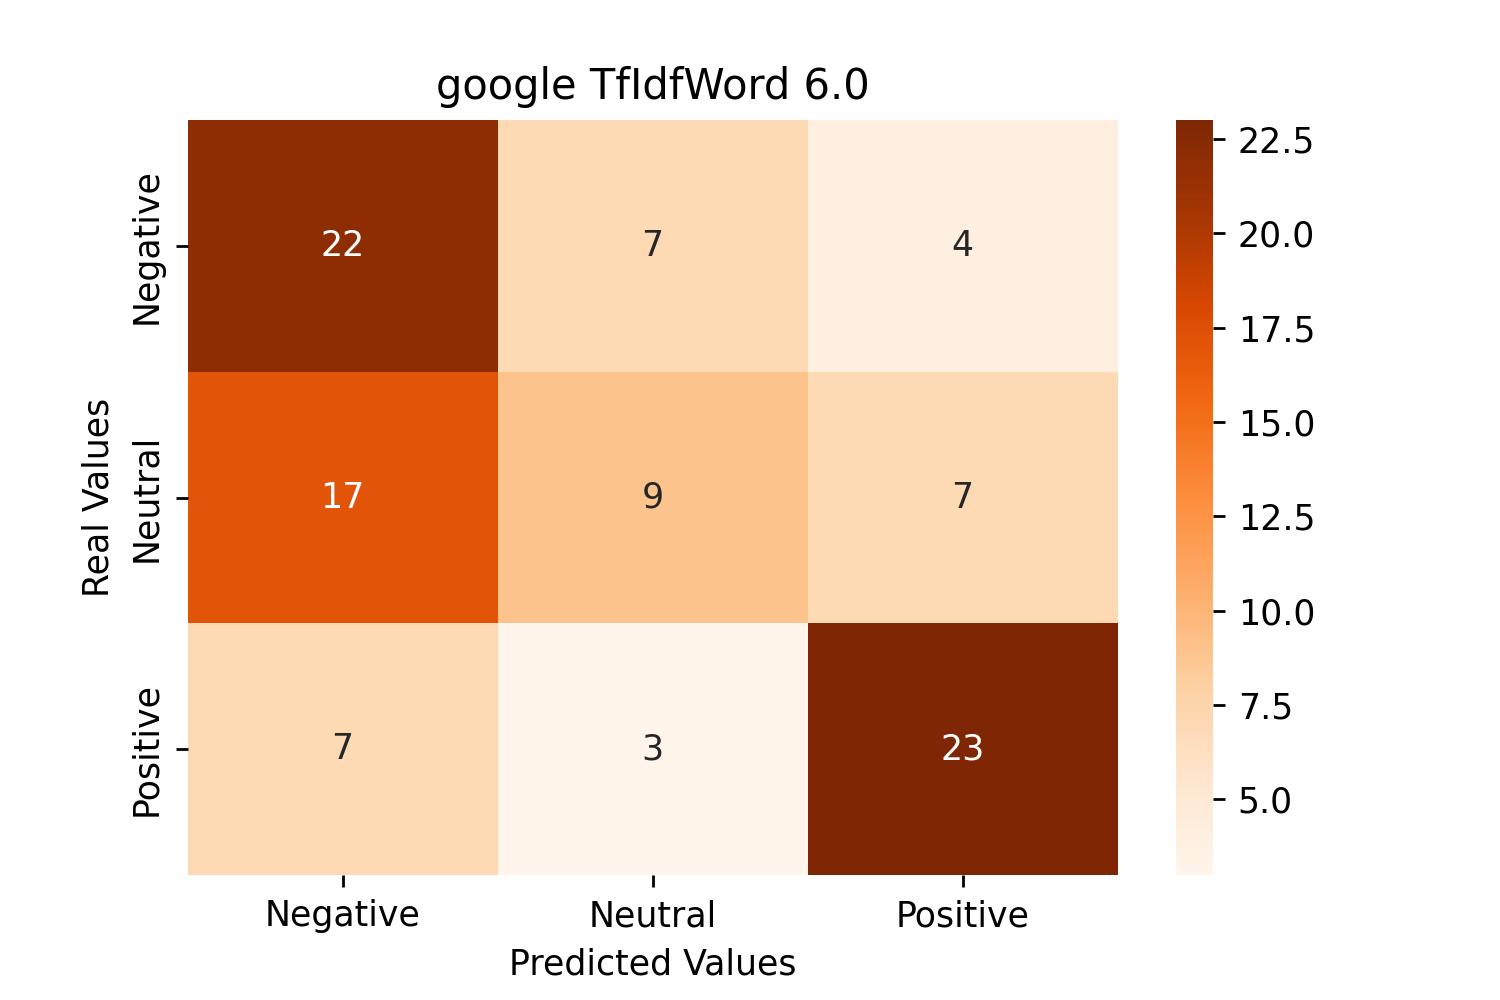 google TfIdfWord 6.0
Real Values
Negative
22 7 4
Neutral
17 9 7
Positive
7 3 23
Negative Neutral Positive
Predicted Values
22.5
20.0
17.5
15.0
12.5
10.0
7.5
5.0